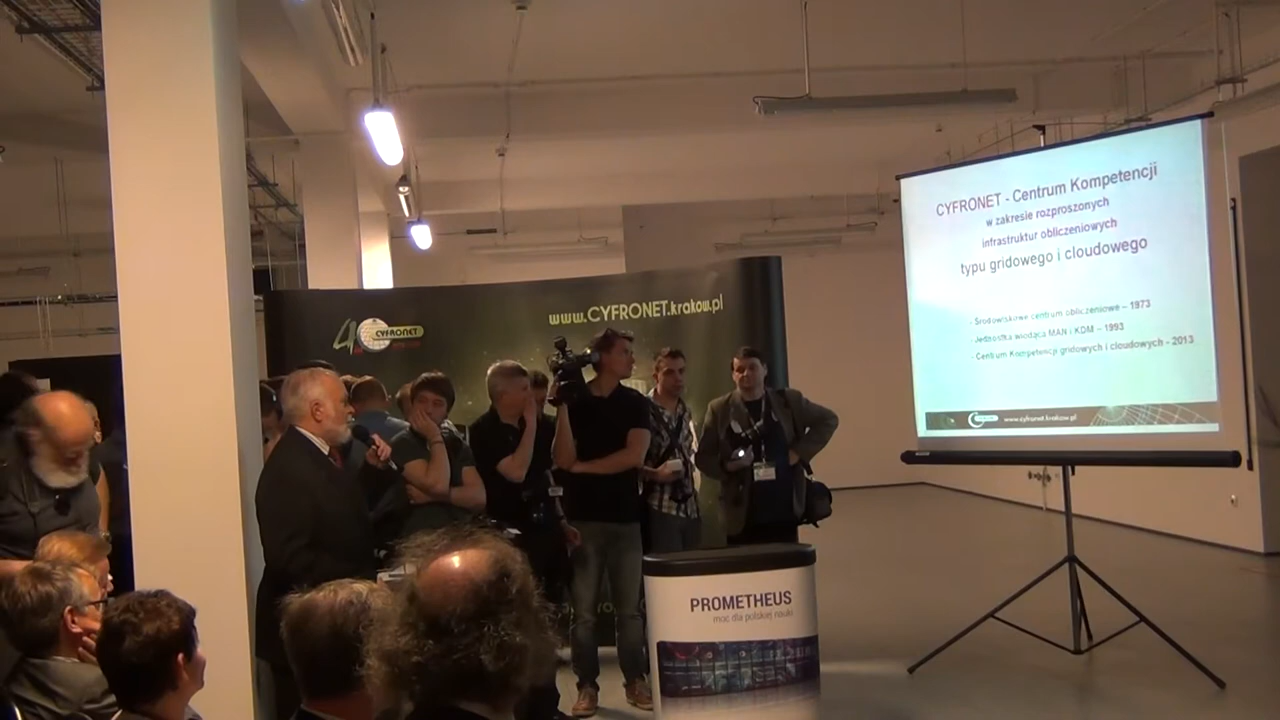 CYFRONET - Centrum Kompetencji
w zakresie rozproszonych
infrastruktur obliczeniowych
typu gridowego i cloudowego
- Środowiskowe centrum obliczeniowe – 1973
- Jednostka wiodąca MAN i KDM – 1993
- Centrum Kompetencji gridowych i cloudowych - 2013
www.cyfronet.krakow.pl
www.CYFRONET.krakow.pl
40
CYFRONET
PROMETHEUS
moc dla polskiej nauki